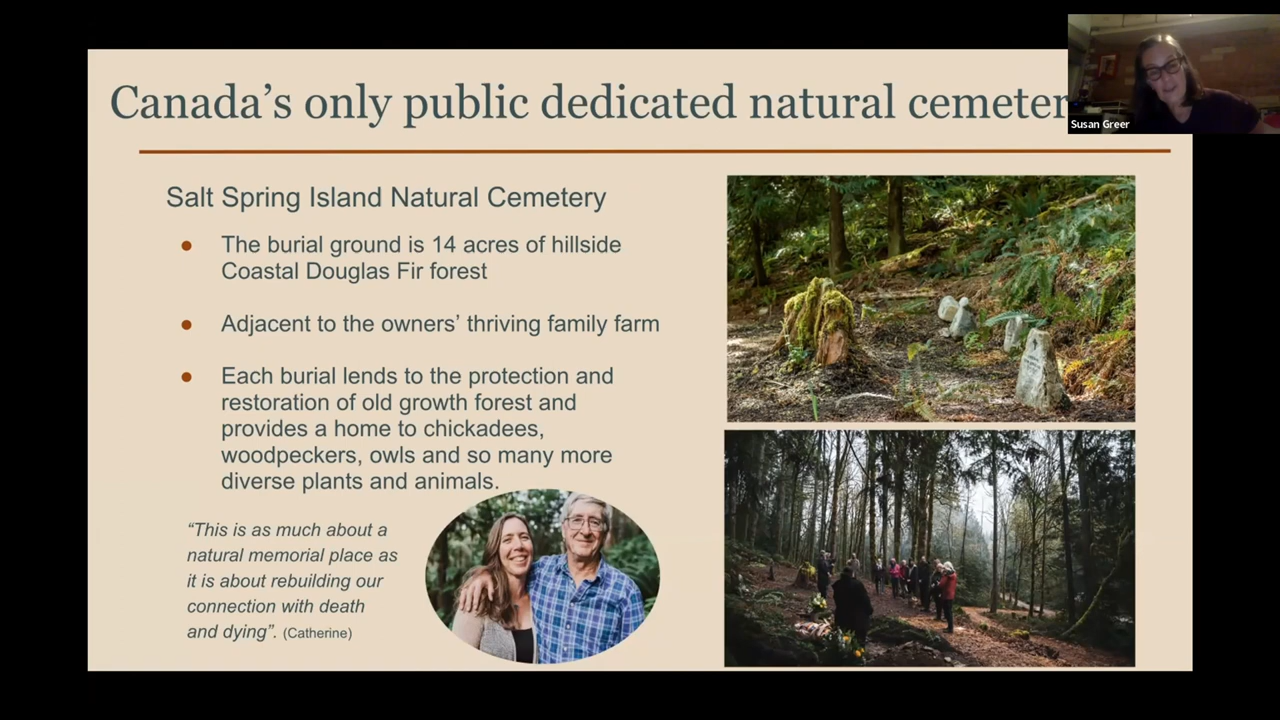 Canada’s only public dedicated natural
Susan Greer
Salt Spring Island Natural Cemetery
● The burial ground is 14 acres of hillside
Coastal Douglas Fir forest
● Adjacent to the owners’ thriving family farm
● Each burial lends to the protection and
restoration of old growth forest and
provides a home to chickadees,
woodpeckers, owls and so many more
diverse plants and animals.
“This is as much about a
natural memorial place as
it is about rebuilding our
connection with death
and dying”. (Catherine)